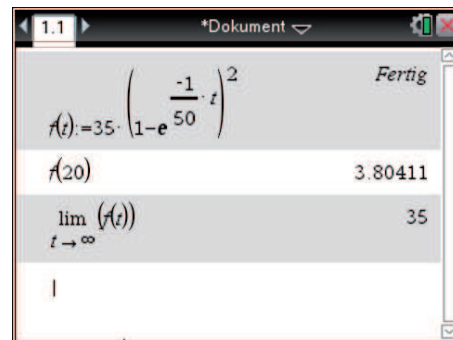 1.1 *Dokument
f(t):=35·(1−e^(-1/50·t))^2 Fertig
f(20) 3.80411
lim t→∞ (f(t)) 35